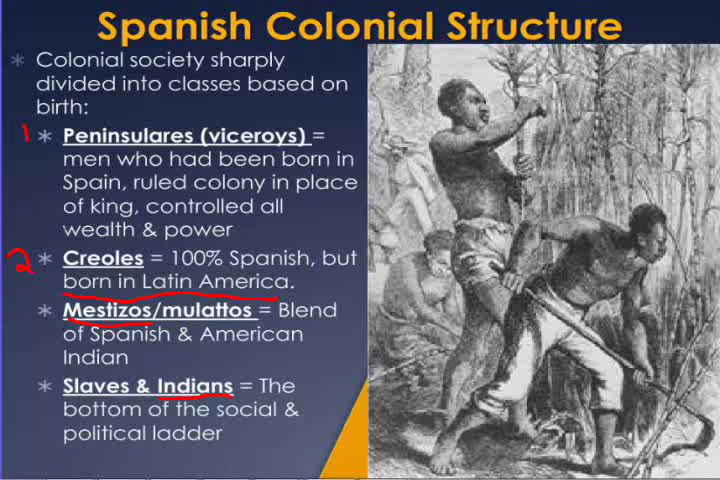 Spanish Colonial Structure
* Colonial society sharply
divided into classes based on
birth:
1 * Peninsulares (viceroys) =
men who had been born in
Spain, ruled colony in place
of king, controlled all
wealth & power
2 * Creoles = 100% Spanish, but
born in Latin America.
* Mestizos/mulattos = Blend
of Spanish & American
Indian
* Slaves & Indians = The
bottom of the social &
political ladder